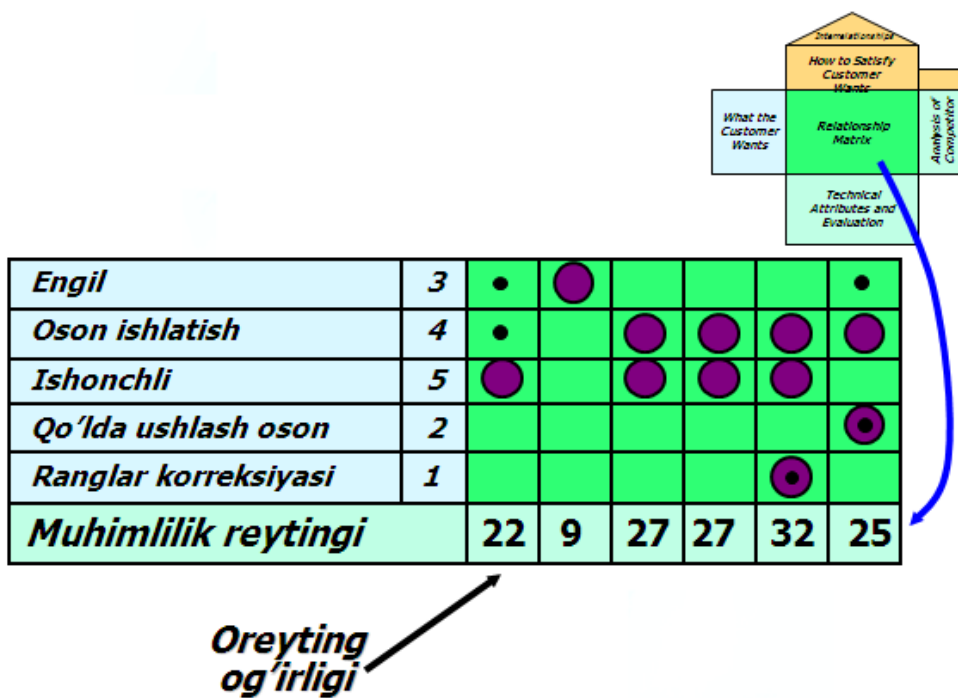 Interrelationships
How to Satisfy
Customer
Wants
What the
Customer
Wants
Relationship
Matrix
Analysis of
Competitor
Technical
Attributes and
Evaluation
Engil 3
Oson ishlatish 4
Ishonchli 5
Qo’lda ushlash oson 2
Ranglar korreksiyasi 1
Muhimlilik reytingi 22 9 27 27 32 25
Oreyting
og’irligi